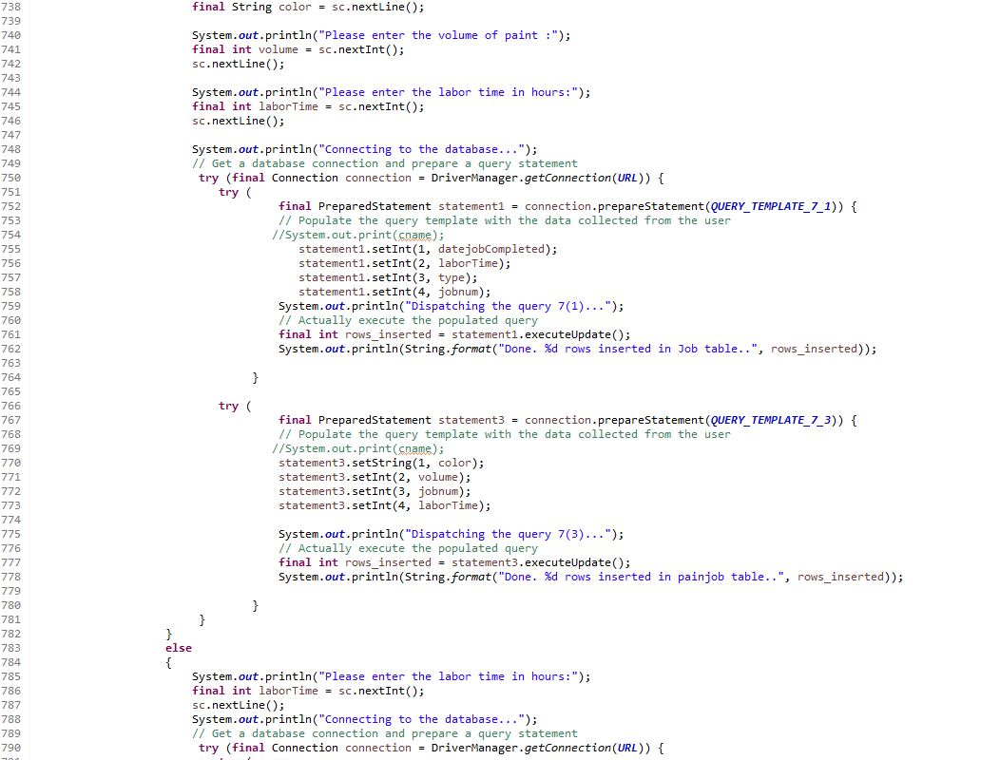 738 final String color = sc.nextLine();
739
740 System.out.println("Please enter the volume of paint :");
741 final int volume = sc.nextInt();
742 sc.nextLine();
743
744 System.out.println("Please enter the labor time in hours:");
745 final int laborTime = sc.nextInt();
746 sc.nextLine();
747
748 System.out.println("Connecting to the database...");
749 // Get a database connection and prepare a query statement
750 try (final Connection connection = DriverManager.getConnection(URL)) {
751 try (
752 final PreparedStatement statement1 = connection.prepareStatement(QUERY_TEMPLATE_7_1)) {
753 // Populate the query template with the data collected from the user
754 //System.out.print(cname);
755 statement1.setInt(1, datejobCompleted);
756 statement1.setInt(2, laborTime);
757 statement1.setInt(3, type);
758 statement1.setInt(4, jobnum);
759 System.out.println("Dispatching the query 7(1)...");
760 // Actually execute the populated query
761 final int rows_inserted = statement1.executeUpdate();
762 System.out.println(String.format("Done. %d rows inserted in Job table..", rows_inserted));
763
764 }
765
766 try (
767 final PreparedStatement statement3 = connection.prepareStatement(QUERY_TEMPLATE_7_3)) {
768 // Populate the query template with the data collected from the user
769 //System.out.print(cname);
770 statement3.setString(1, color);
771 statement3.setInt(2, volume);
772 statement3.setInt(3, jobnum);
773 statement3.setInt(4, laborTime);
774
775 System.out.println("Dispatching the query 7(3)...");
776 // Actually execute the populated query
777 final int rows_inserted = statement3.executeUpdate();
778 System.out.println(String.format("Done. %d rows inserted in painjob table..", rows_inserted));
779
780 }
781 }
782 }
783 else
784 {
785 System.out.println("Please enter the labor time in hours:");
786 final int laborTime = sc.nextInt();
787 sc.nextLine();
788 System.out.println("Connecting to the database...");
789 // Get a database connection and prepare a query statement
790 try (final Connection connection = DriverManager.getConnection(URL)) {